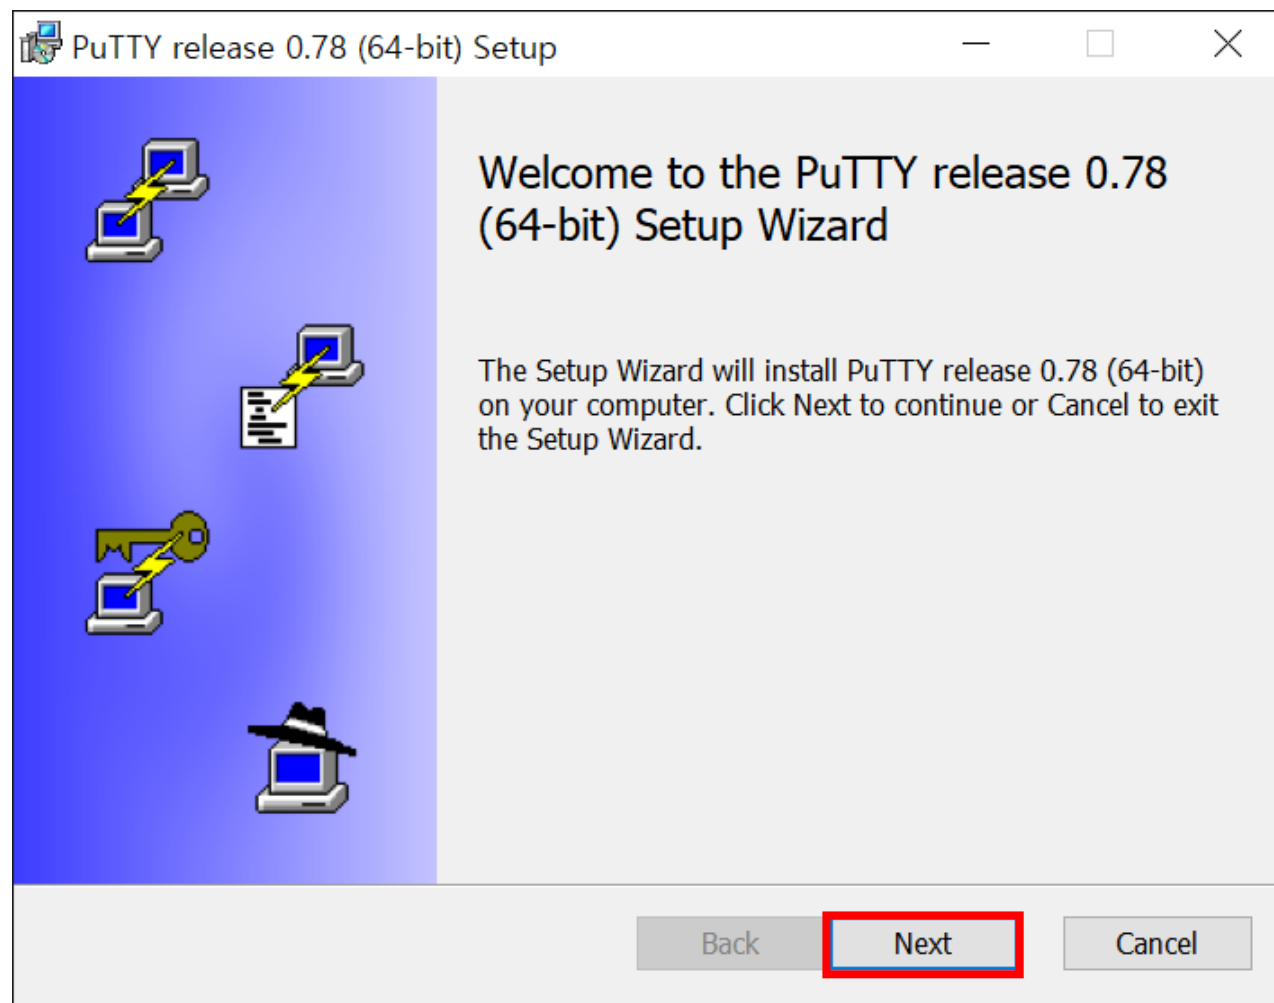 PuTTY release 0.78 (64-bit) Setup
Welcome to the PuTTY release 0.78
(64-bit) Setup Wizard
The Setup Wizard will install PuTTY release 0.78 (64-bit)
on your computer. Click Next to continue or Cancel to exit
the Setup Wizard.
Back
Next
Cancel